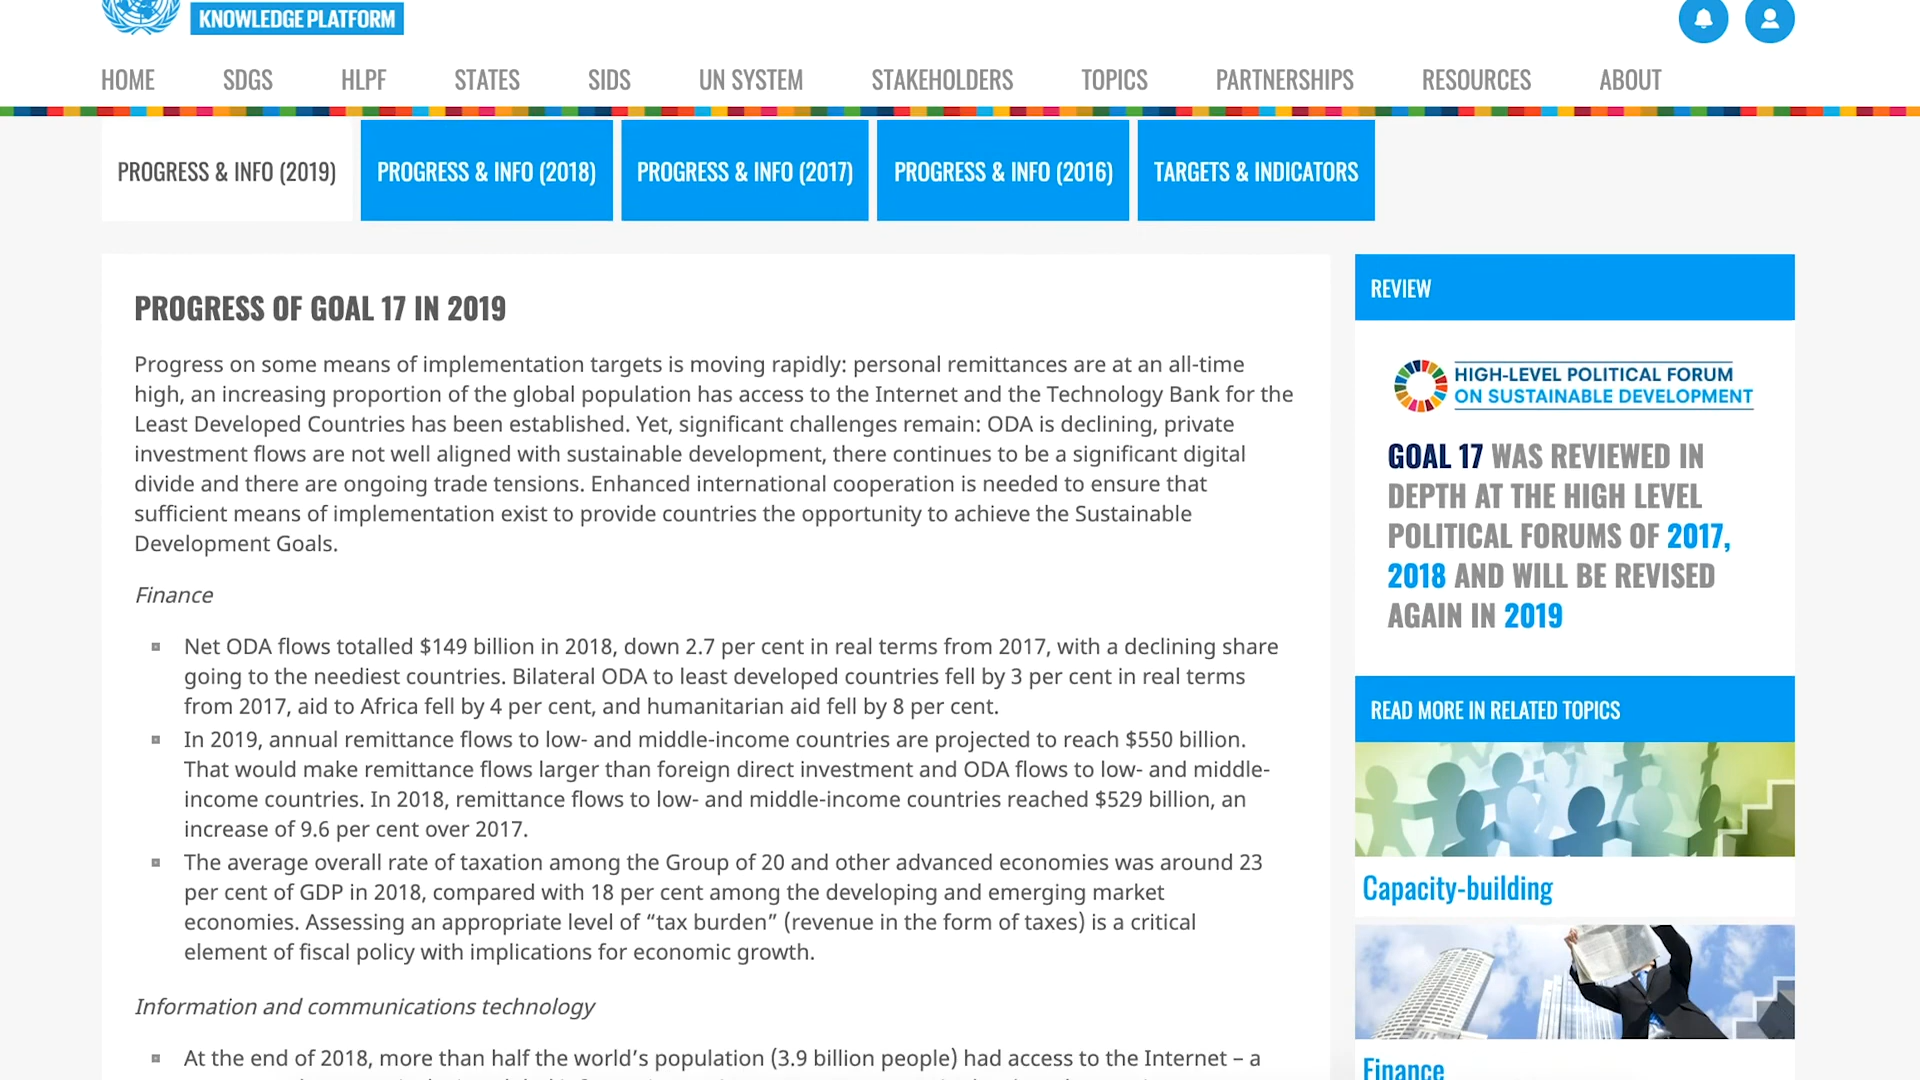 KNOWLEDGE PLATFORM
HOME SDGS HLPF STATES SIDS UN SYSTEM STAKEHOLDERS TOPICS PARTNERSHIPS RESOURCES ABOUT
PROGRESS & INFO (2019) PROGRESS & INFO (2018) PROGRESS & INFO (2017) PROGRESS & INFO (2016) TARGETS & INDICATORS
PROGRESS OF GOAL 17 IN 2019
Progress on some means of implementation targets is moving rapidly: personal remittances are at an all-time
high, an increasing proportion of the global population has access to the Internet and the Technology Bank for the
Least Developed Countries has been established. Yet, significant challenges remain: ODA is declining, private
investment flows are not well aligned with sustainable development, there continues to be a significant digital
divide and there are ongoing trade tensions. Enhanced international cooperation is needed to ensure that
sufficient means of implementation exist to provide countries the opportunity to achieve the Sustainable
Development Goals.
Finance
Net ODA flows totalled $149 billion in 2018, down 2.7 per cent in real terms from 2017, with a declining share
going to the neediest countries. Bilateral ODA to least developed countries fell by 3 per cent in real terms
from 2017, aid to Africa fell by 4 per cent, and humanitarian aid fell by 8 per cent.
In 2019, annual remittance flows to low- and middle-income countries are projected to reach $550 billion.
That would make remittance flows larger than foreign direct investment and ODA flows to low- and middle-
income countries. In 2018, remittance flows to low- and middle-income countries reached $529 billion, an
increase of 9.6 per cent over 2017.
The average overall rate of taxation among the Group of 20 and other advanced economies was around 23
per cent of GDP in 2018, compared with 18 per cent among the developing and emerging market
economies. Assessing an appropriate level of “tax burden” (revenue in the form of taxes) is a critical
element of fiscal policy with implications for economic growth.
Information and communications technology
At the end of 2018, more than half the world’s population (3.9 billion people) had access to the Internet – a
REVIEW
HIGH-LEVEL POLITICAL FORUM
ON SUSTAINABLE DEVELOPMENT
GOAL 17 WAS REVIEWED IN
DEPTH AT THE HIGH LEVEL
POLITICAL FORUMS OF 2017,
2018 AND WILL BE REVISED
AGAIN IN 2019
READ MORE IN RELATED TOPICS
Capacity-building
Finance